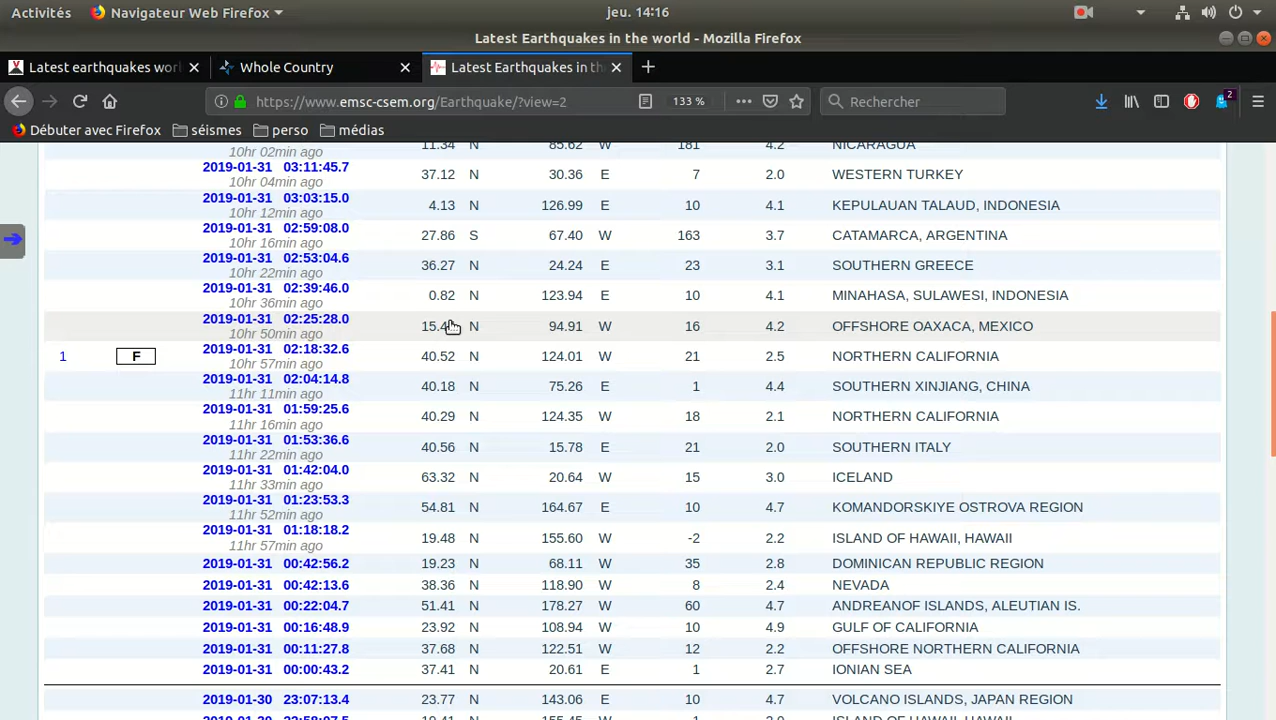 Activités Navigateur Web Firefox jeu. 14:16
Latest Earthquakes in the world - Mozilla Firefox
Latest earthquakes wor Whole Country Latest Earthquakes in th
https://www.emsc-csem.org/Earthquake/?view=2 133 % Rechercher 2
Débuter avec Firefox séismes perso médias
10hr 02min ago 11.34 N 85.62 W 181 4.2 NICARAGUA
2019-01-31 03:11:45.7 37.12 N 30.36 E 7 2.0 WESTERN TURKEY
10hr 04min ago
2019-01-31 03:03:15.0 4.13 N 126.99 E 10 4.1 KEPULAUAN TALAUD, INDONESIA
10hr 12min ago
2019-01-31 02:59:08.0 27.86 S 67.40 W 163 3.7 CATAMARCA, ARGENTINA
10hr 16min ago
2019-01-31 02:53:04.6 36.27 N 24.24 E 23 3.1 SOUTHERN GREECE
10hr 22min ago
2019-01-31 02:39:46.0 0.82 N 123.94 E 10 4.1 MINAHASA, SULAWESI, INDONESIA
10hr 36min ago
2019-01-31 02:25:28.0 N 94.91 W 16 4.2 OFFSHORE OAXACA, MEXICO
10hr 50min ago
1 F 2019-01-31 02:18:32.6 40.52 N 124.01 W 21 2.5 NORTHERN CALIFORNIA
10hr 57min ago
2019-01-31 02:04:14.8 40.18 N 75.26 E 1 4.4 SOUTHERN XINJIANG, CHINA
11hr 11min ago
2019-01-31 01:59:25.6 40.29 N 124.35 W 18 2.1 NORTHERN CALIFORNIA
11hr 16min ago
2019-01-31 01:53:36.6 40.56 N 15.78 E 21 2.0 SOUTHERN ITALY
11hr 22min ago
2019-01-31 01:42:04.0 63.32 N 20.64 W 15 3.0 ICELAND
11hr 33min ago
2019-01-31 01:23:53.3 54.81 N 164.67 E 10 4.7 KOMANDORSKIYE OSTROVA REGION
11hr 52min ago
2019-01-31 01:18:18.2 19.48 N 155.60 W -2 2.2 ISLAND OF HAWAII, HAWAII
11hr 57min ago
2019-01-31 00:42:56.2 19.23 N 68.11 W 35 2.8 DOMINICAN REPUBLIC REGION
2019-01-31 00:42:13.6 38.36 N 118.90 W 8 2.4 NEVADA
2019-01-31 00:22:04.7 51.41 N 178.27 W 60 4.7 ANDREANOF ISLANDS, ALEUTIAN IS.
2019-01-31 00:16:48.9 23.92 N 108.94 W 10 4.9 GULF OF CALIFORNIA
2019-01-31 00:11:27.8 37.68 N 122.51 W 12 2.2 OFFSHORE NORTHERN CALIFORNIA
2019-01-31 00:00:43.2 37.41 N 20.61 E 1 2.7 IONIAN SEA
2019-01-30 23:07:13.4 23.77 N 143.06 E 10 4.7 VOLCANO ISLANDS, JAPAN REGION